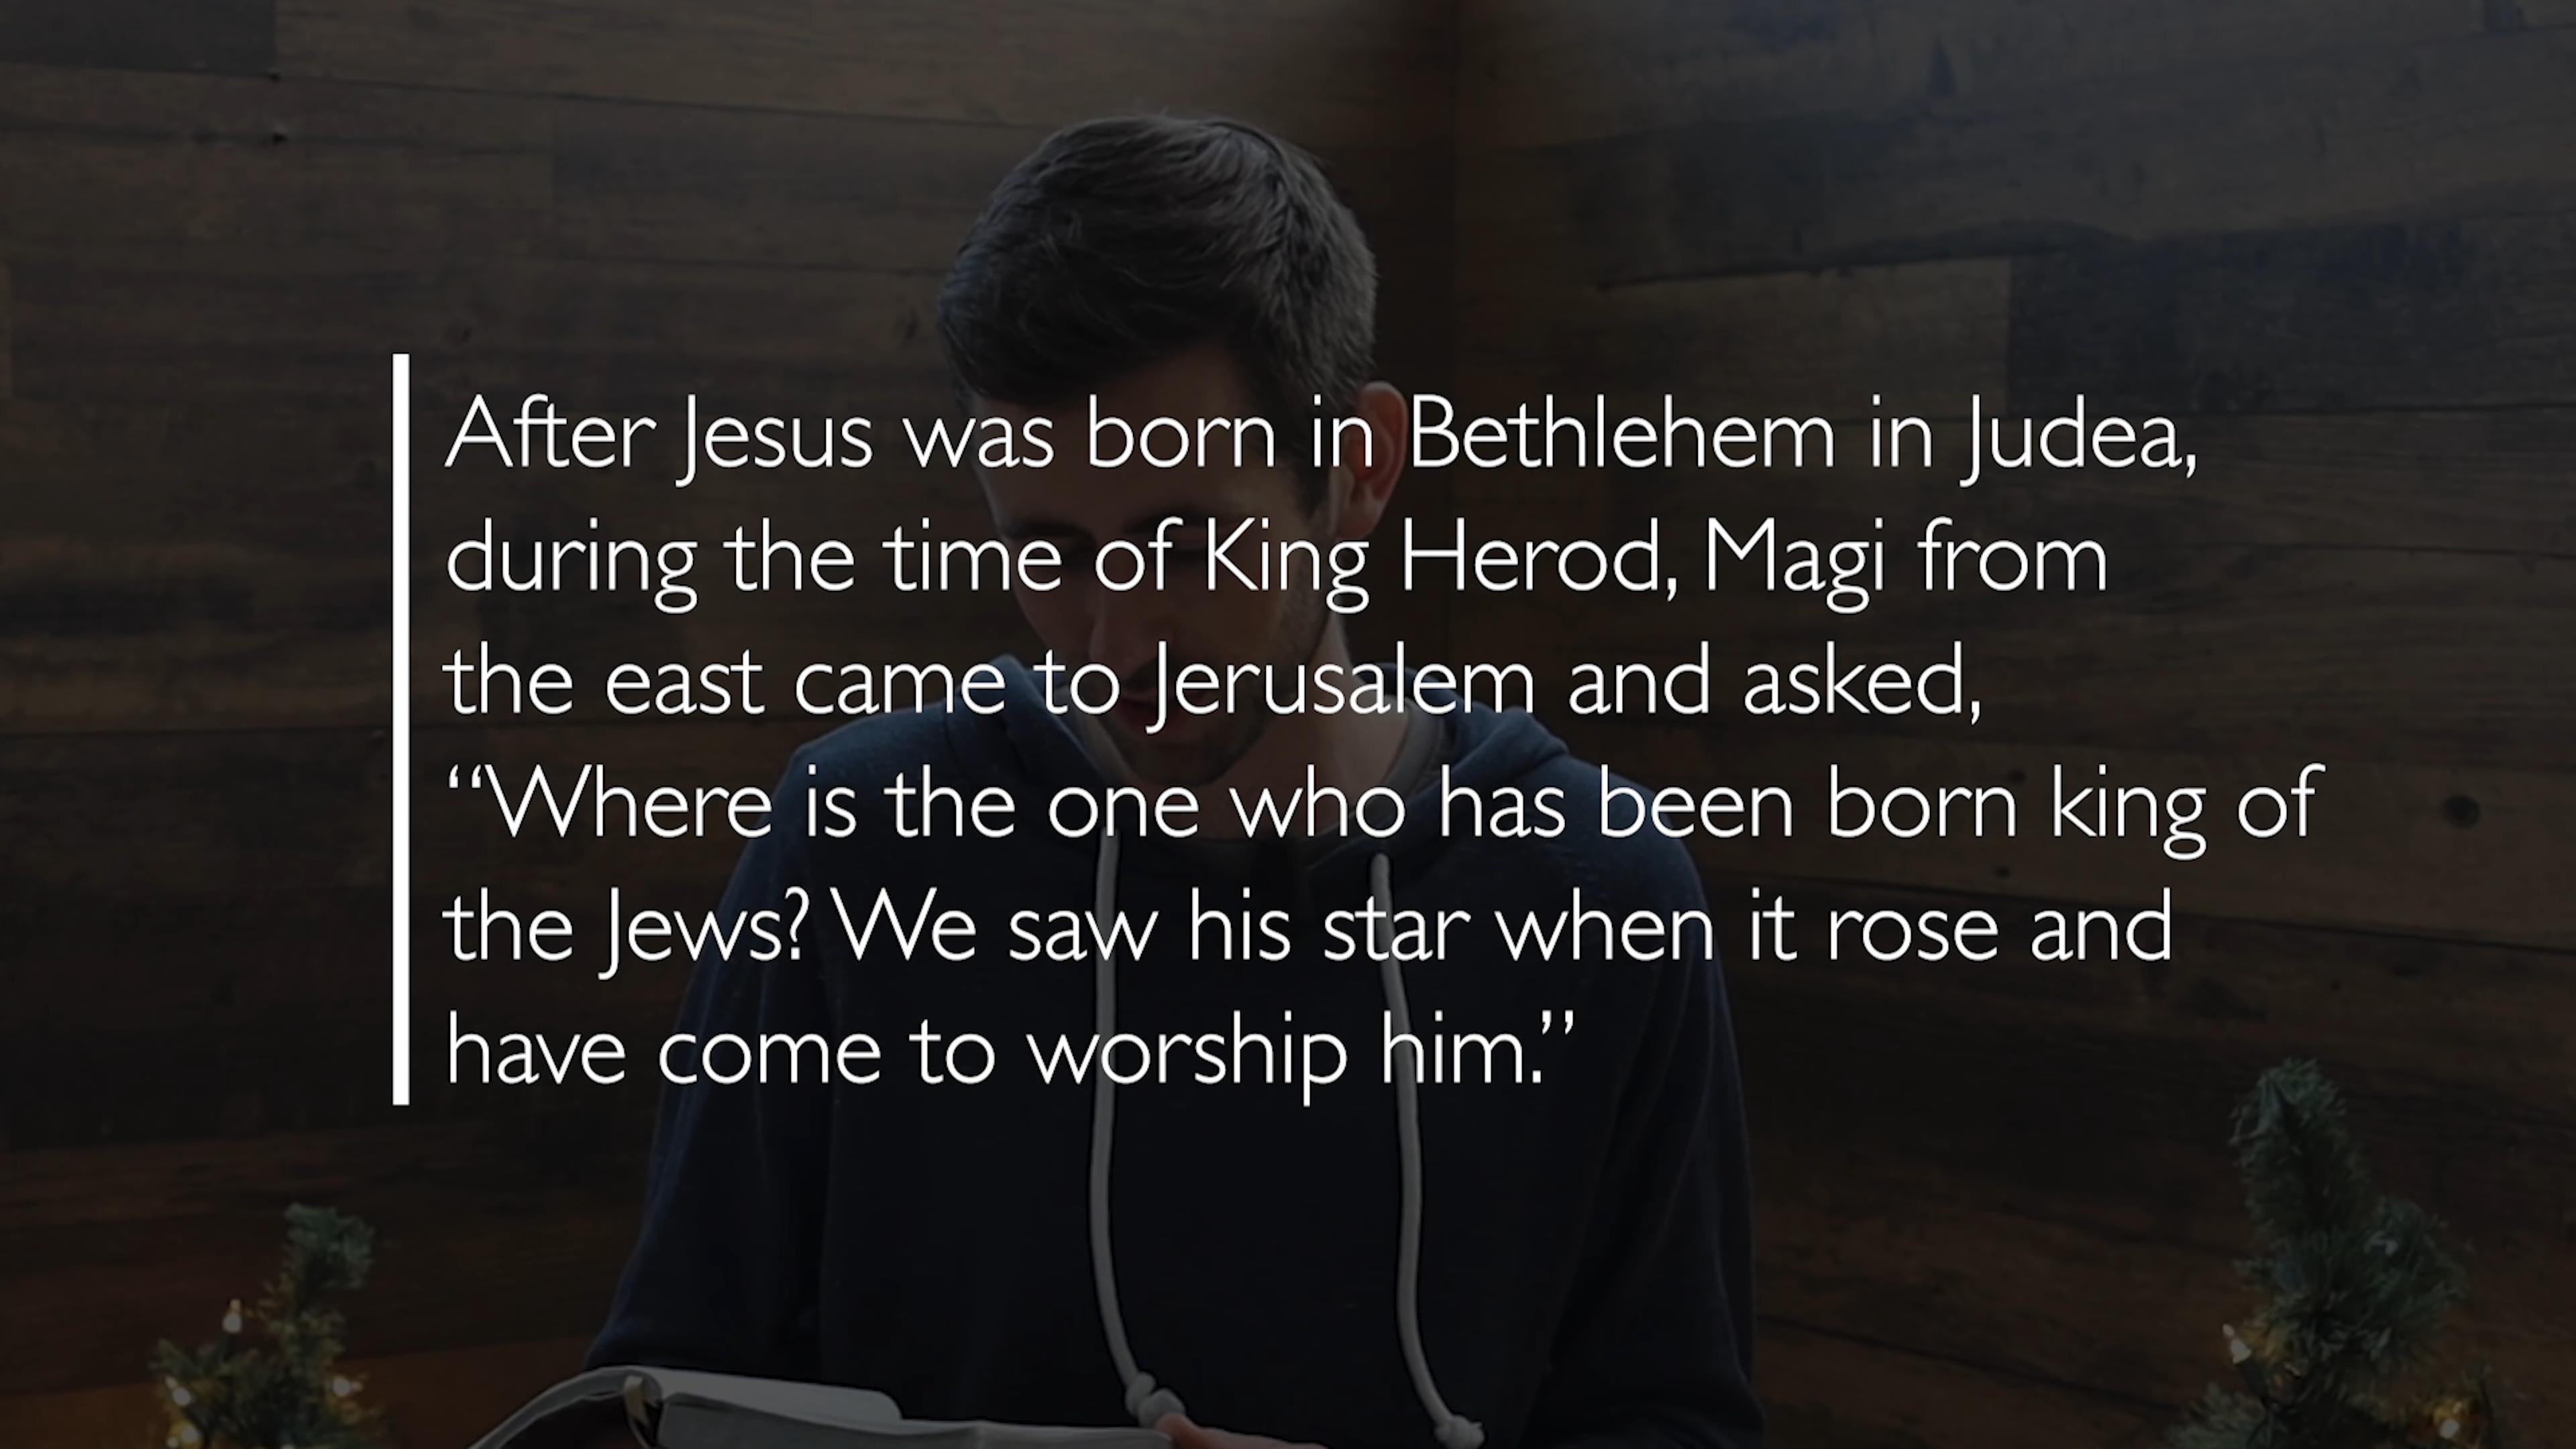 After Jesus was born in Bethlehem in Judea,
during the time of King Herod, Magi from
the east came to Jerusalem and asked,
“Where is the one who has been born king of
the Jews? We saw his star when it rose and
have come to worship him.”